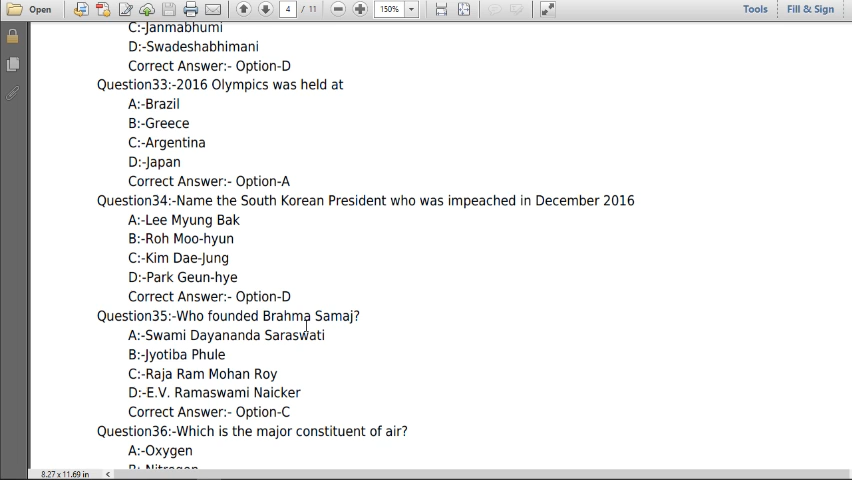 Open
4 / 11
150%
Tools
Fill & Sign
C:-Janmabhumi
D:-Swadeshabhimani
Correct Answer:- Option-D
Question33:-2016 Olympics was held at
A:-Brazil
B:-Greece
C:-Argentina
D:-Japan
Correct Answer:- Option-A
Question34:-Name the South Korean President who was impeached in December 2016
A:-Lee Myung Bak
B:-Roh Moo-hyun
C:-Kim Dae-Jung
D:-Park Geun-hye
Correct Answer:- Option-D
Question35:-Who founded Brahma Samaj?
A:-Swami Dayananda Saraswati
B:-Jyotiba Phule
C:-Raja Ram Mohan Roy
D:-E.V. Ramaswami Naicker
Correct Answer:- Option-C
Question36:-Which is the major constituent of air?
A:-Oxygen
B:-Nitrogen
8.27 x 11.69 in